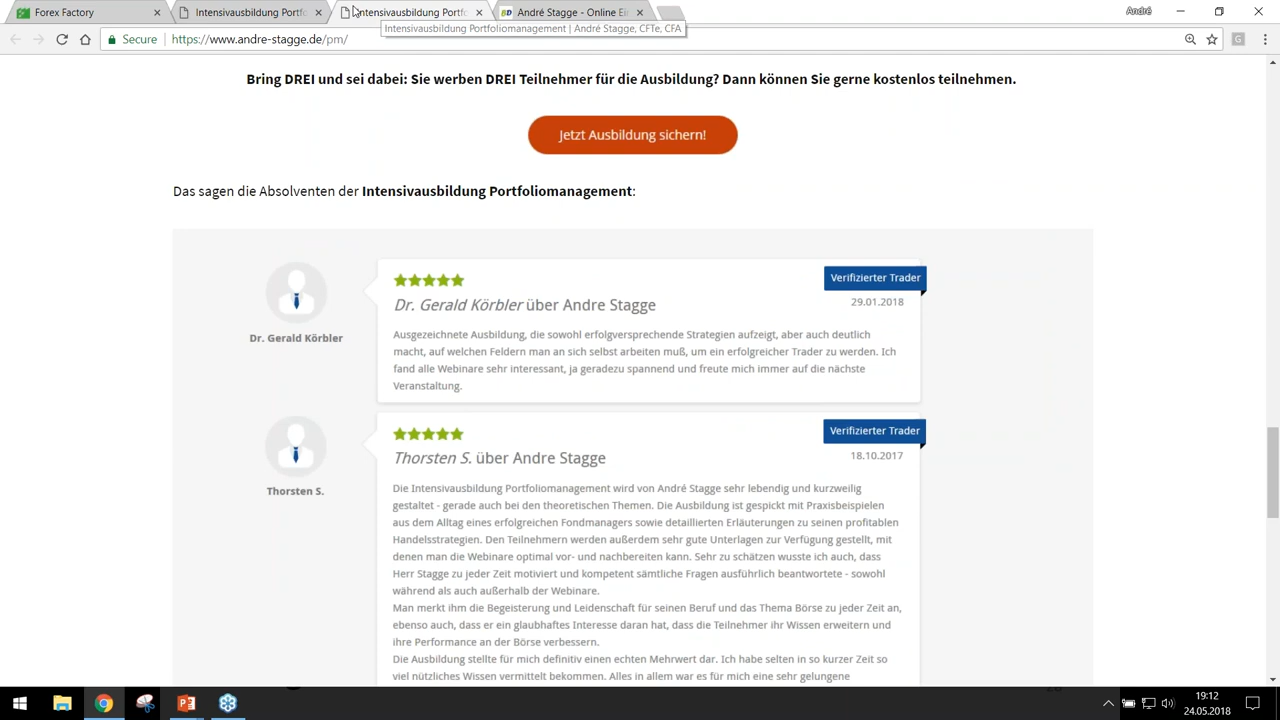 Forex Factory
Intensivausbildung Portfo
Intensivausbildung Portfo
André Stagge - Online Ei
André
Intensivausbildung Portfoliomanagement | André Stagge, CFTe, CFA
Secure
https://www.andre-stagge.de/pm/
Bring DREI und sei dabei: Sie werben DREI Teilnehmer für die Ausbildung? Dann können Sie gerne kostenlos teilnehmen.
Jetzt Ausbildung sichern!
Das sagen die Absolventen der Intensivausbildung Portfoliomanagement:
Verifizierter Trader
Dr. Gerald Körbler über Andre Stagge
29.01.2018
Dr. Gerald Körbler
Ausgezeichnete Ausbildung, die sowohl erfolgversprechende Strategien aufzeigt, aber auch deutlich
macht, auf welchen Feldern man an sich selbst arbeiten muß, um ein erfolgreicher Trader zu werden. Ich
fand alle Webinare sehr interessant, ja geradezu spannend und freute mich immer auf die nächste
Veranstaltung.
Verifizierter Trader
Thorsten S. über Andre Stagge
18.10.2017
Thorsten S.
Die Intensivausbildung Portfoliomanagement wird von André Stagge sehr lebendig und kurzweilig
gestaltet - gerade auch bei den theoretischen Themen. Die Ausbildung ist gespickt mit Praxisbeispielen
aus dem Alltag eines erfolgreichen Fondmanagers sowie detaillierten Erläuterungen zu seinen profitablen
Handelsstrategien. Den Teilnehmern werden außerdem sehr gute Unterlagen zur Verfügung gestellt, mit
denen man die Webinare optimal vor- und nachbereiten kann. Sehr zu schätzen wusste ich auch, dass
Herr Stagge zu jeder Zeit motiviert und kompetent sämtliche Fragen ausführlich beantwortete - sowohl
während als auch außerhalb der Webinare.
Man merkt ihm die Begeisterung und Leidenschaft für seinen Beruf und das Thema Börse zu jeder Zeit an,
ebenso auch, dass er ein glaubhaftes Interesse daran hat, dass die Teilnehmer ihr Wissen erweitern und
ihre Performance an der Börse verbessern.
Die Ausbildung stellte für mich definitiv einen echten Mehrwert dar. Ich habe selten in so kurzer Zeit so
viel nützliches Wissen vermittelt bekommen. Alles in allem war es für mich eine sehr gelungene
19:12
24.05.2018